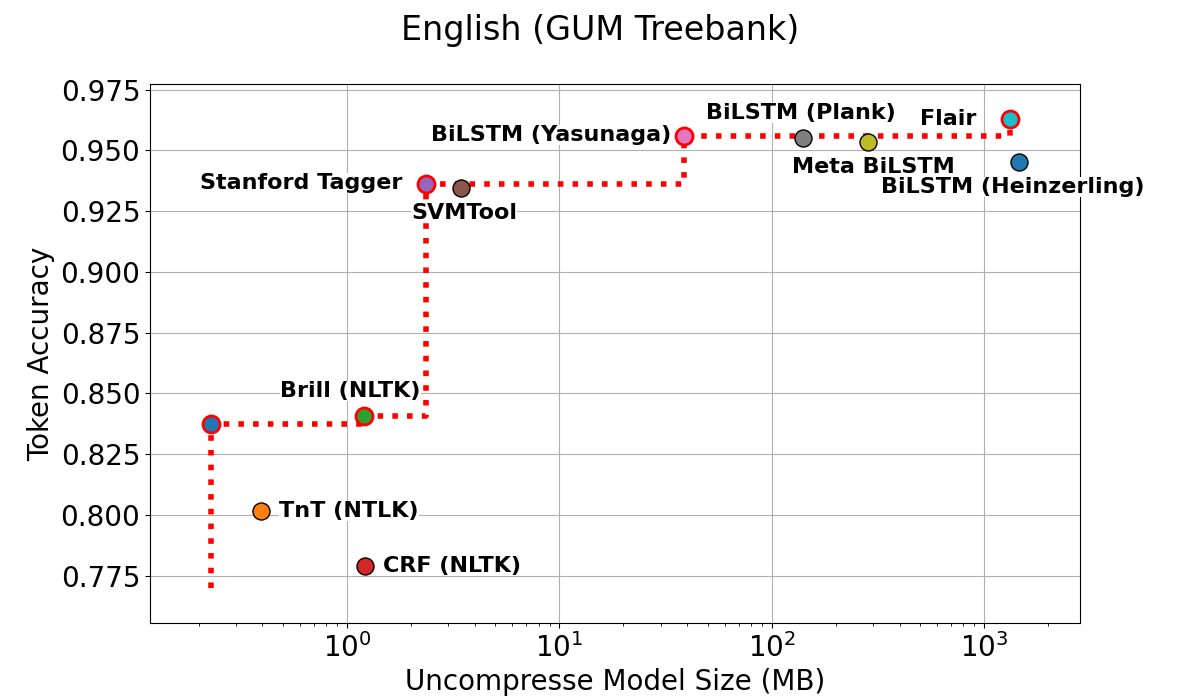 English (GUM Treebank)
0.975
0.950
0.925
0.900
0.875
0.850
0.825
0.800
0.775
Token Accuracy
BiLSTM (Plank)
Flair
BiLSTM (Yasunaga)
Meta BiLSTM
BiLSTM (Heinzerling)
Stanford Tagger
SVMTool
Brill (NLTK)
TnT (NTLK)
CRF (NLTK)
10⁰ 10¹ 10² 10³
Uncompresse Model Size (MB)